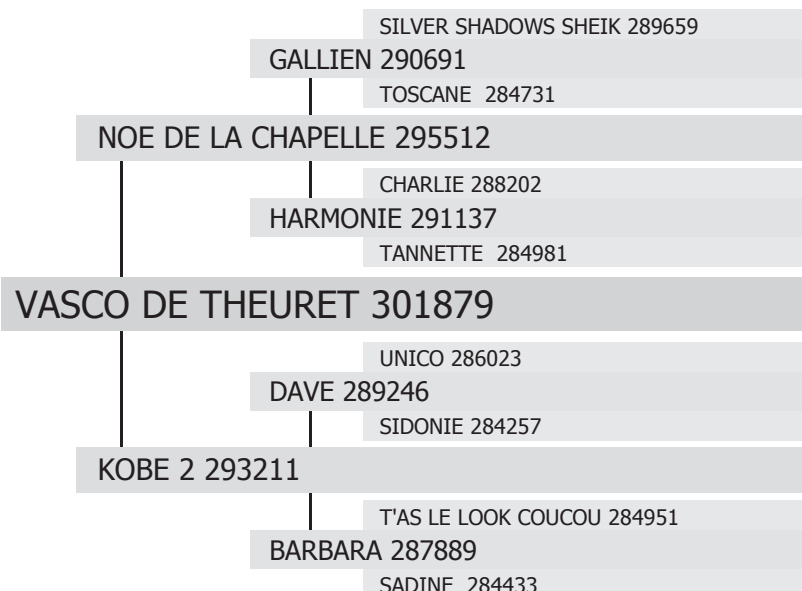 SILVER SHADOWS SHEIK 289659
GALLIEN 290691
TOSCANE 284731
NOE DE LA CHAPELLE 295512
CHARLIE 288202
HARMONIE 291137
TANNETTE 284981
VASCO DE THEURET 301879
UNICO 286023
DAVE 289246
SIDONIE 284257
KOBE 2 293211
T'AS LE LOOK COUCOU 284951
BARBARA 287889
SADINE 284433